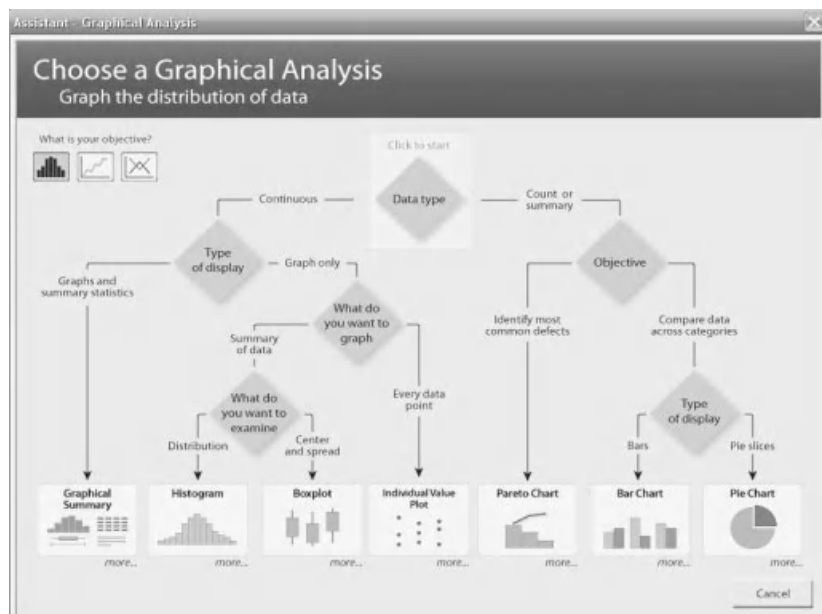 Assistant - Graphical Analysis
Choose a Graphical Analysis
Graph the distribution of data
What is your objective?
Click to start
Data type
Continuous
Count or
summary
Type
of display
Graph only
Objective
Graphs and
summary statistics
What do
you want to
graph
Identify most
common defects
Compare data
across categories
Summary
of data
What do
you want to
examine
Every data
point
Type
of display
Distribution
Center
and spread
Bars
Pie slices
Graphical
Summary
Histogram
Boxplot
Individual Value
Plot
Pareto Chart
Bar Chart
Pie Chart
more...
more...
more...
more...
more...
more...
more...
Cancel